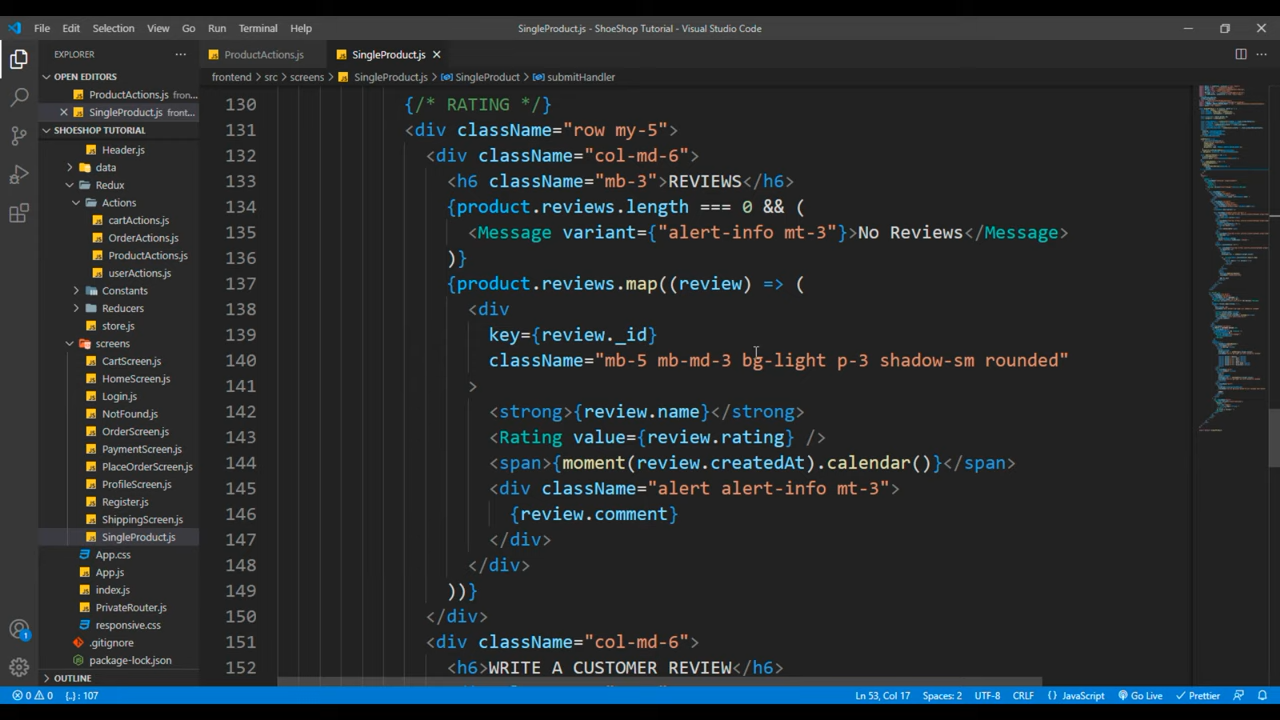 File Edit Selection View Go Run Terminal Help
SingleProduct.js - ShoeShop Tutorial - Visual Studio Code
EXPLORER
OPEN EDITORS
ProductActions.js fron...
SingleProduct.js front...
SHOESHOP TUTORIAL
Header.js
data
Redux
Actions
cartActions.js
OrderActions.js
ProductActions.js
userActions.js
Constants
Reducers
store.js
screens
CartScreen.js
HomeScreen.js
Login.js
NotFound.js
OrderScreen.js
PaymentScreen.js
PlaceOrderScreen.js
ProfileScreen.js
Register.js
ShippingScreen.js
SingleProduct.js
App.css
App.js
index.js
PrivateRouter.js
responsive.css
.gitignore
package-lock.json
OUTLINE
ProductActions.js
SingleProduct.js
frontend > src > screens > SingleProduct.js > SingleProduct > submitHandler
130 {/* RATING */}
131 <div className="row my-5">
132 <div className="col-md-6">
133 <h6 className="mb-3">REVIEWS</h6>
134 {product.reviews.length === 0 && (
135 <Message variant={"alert-info mt-3"}>No Reviews</Message>
136 )}
137 {product.reviews.map((review) => (
138 <div
139 key={review._id}
140 className="mb-5 mb-md-3 bg-light p-3 shadow-sm rounded"
141 >
142 <strong>{review.name}</strong>
143 <Rating value={review.rating} />
144 <span>{moment(review.createdAt).calendar()}</span>
145 <div className="alert alert-info mt-3">
146 {review.comment}
147 </div>
148 </div>
149 ))}
150 </div>
151 <div className="col-md-6">
152 <h6>WRITE A CUSTOMER REVIEW</h6>
1
0 0 {..} : 107
Ln 53, Col 17 Spaces: 2 UTF-8 CRLF {} JavaScript Go Live Prettier